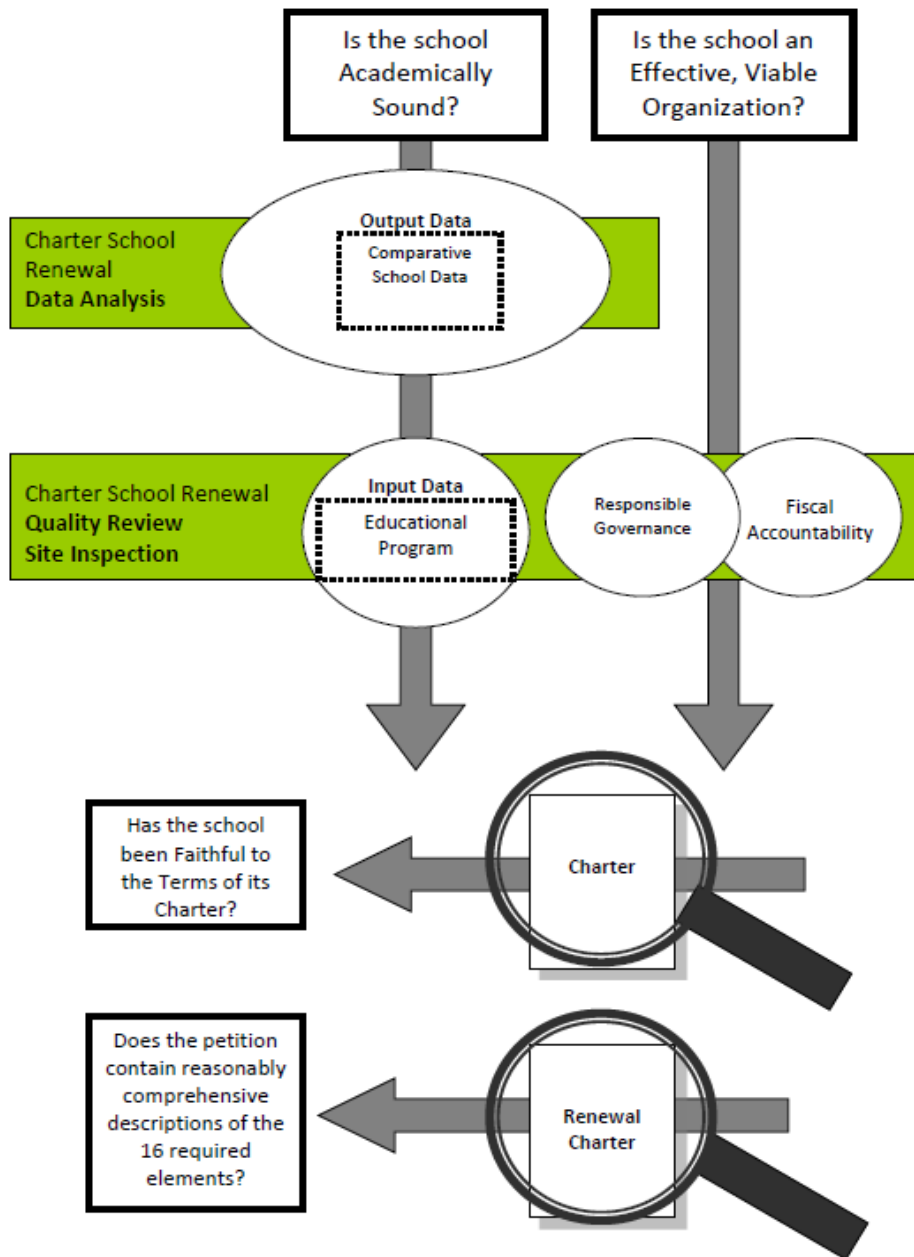 Is the school
Academically
Sound?
Is the school an
Effective, Viable
Organization?
Output Data
Comparative
School Data
Charter School
Renewal
Data Analysis
Charter School Renewal
Quality Review
Site Inspection
Input Data
Educational
Program
Responsible
Governance
Fiscal
Accountability
Has the school
been Faithful to
the Terms of its
Charter?
Charter
Does the petition
contain reasonably
comprehensive
descriptions of the
16 required
elements?
Renewal
Charter